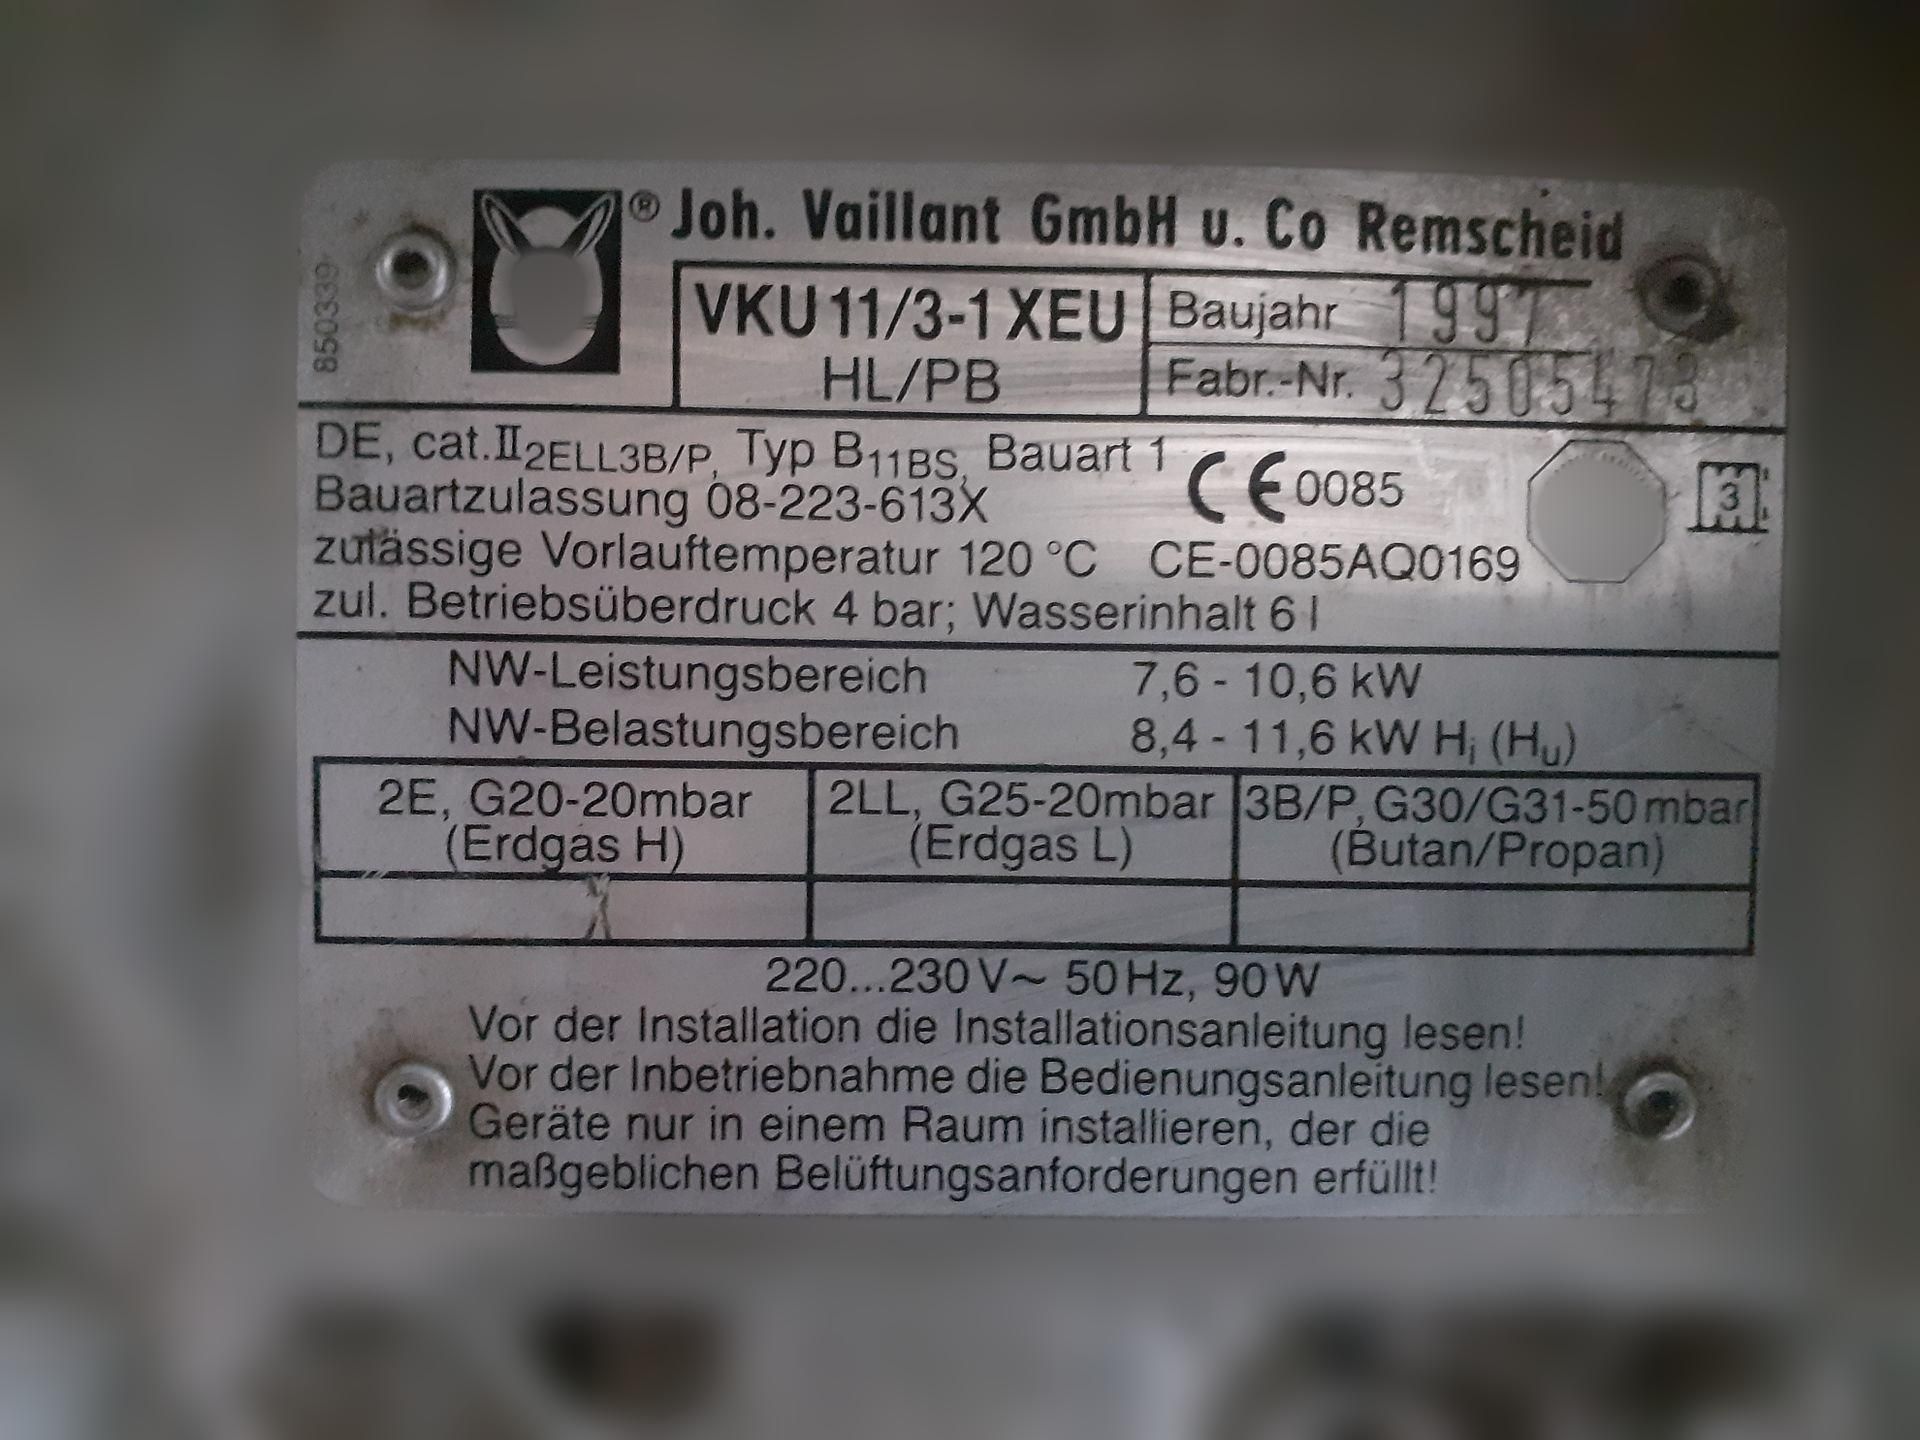 850339
® Joh. Vaillant GmbH u. Co Remscheid
VKU 11/3-1 XEU
HL/PB
Baujahr 1997
Fabr.-Nr. 32505473
DE, cat.II2ELL3B/P, Typ B11BS, Bauart 1
Bauartzulassung 08-223-613X
CE 0085
3
zulässige Vorlauftemperatur 120 °C CE-0085AQ0169
zul. Betriebsüberdruck 4 bar; Wasserinhalt 6 l
NW-Leistungsbereich 7,6 - 10,6 kW
NW-Belastungsbereich 8,4 - 11,6 kW Hi (Hu)
2E, G20-20mbar
(Erdgas H)
X
2LL, G25-20mbar
(Erdgas L)
3B/P, G30/G31-50 mbar
(Butan/Propan)
220...230 V~ 50 Hz, 90 W
Vor der Installation die Installationsanleitung lesen!
Vor der Inbetriebnahme die Bedienungsanleitung lesen!
Geräte nur in einem Raum installieren, der die
maßgeblichen Belüftungsanforderungen erfüllt!